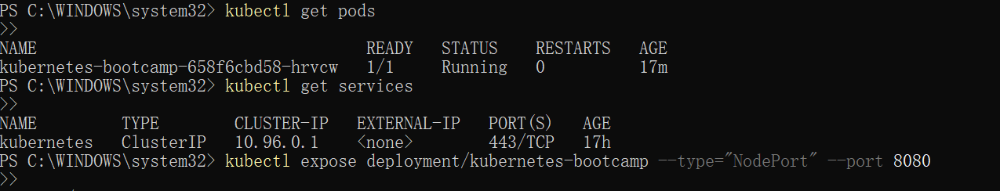 PS C:\WINDOWS\system32> kubectl get pods
>>
NAME                                   READY   STATUS    RESTARTS   AGE
kubernetes-bootcamp-658f6cbd58-hrvcw   1/1     Running   0          17m
PS C:\WINDOWS\system32> kubectl get services
>>
NAME         TYPE        CLUSTER-IP   EXTERNAL-IP   PORT(S)   AGE
kubernetes   ClusterIP   10.96.0.1    <none>        443/TCP   17h
PS C:\WINDOWS\system32> kubectl expose deployment/kubernetes-bootcamp --type="NodePort" --port 8080
>>